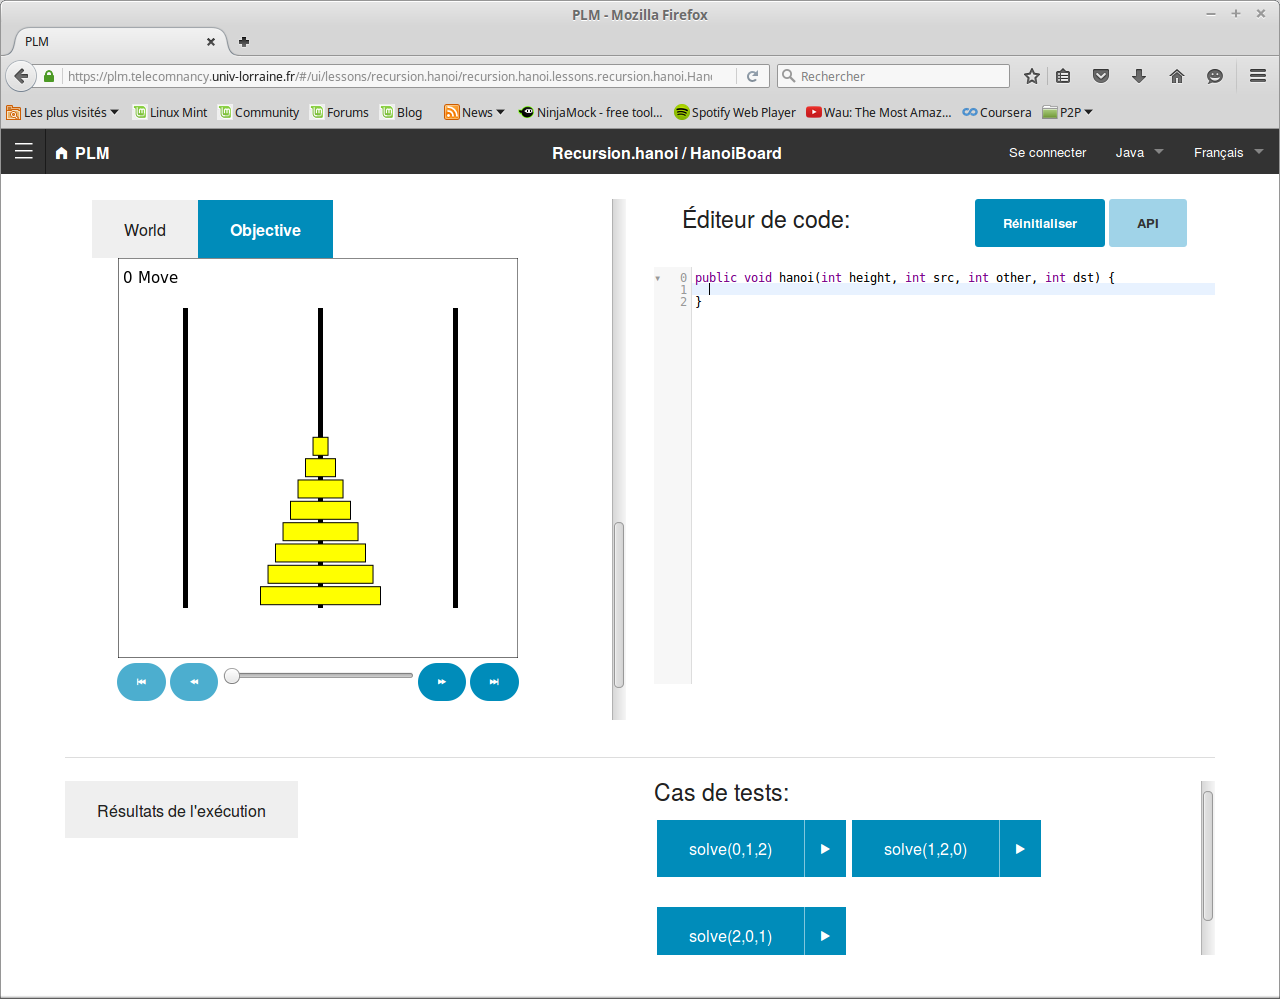 PLM - Mozilla Firefox
PLM
https://plm.telecomnancy.univ-lorraine.fr/#/ui/lessons/recursion.hanoi/recursion.hanoi.lessons.recursion.hanoi.Hano
Rechercher
Les plus visités
Linux Mint
Community
Forums
Blog
News
NinjaMock - free tool...
Spotify Web Player
Wau: The Most Amaz...
Coursera
P2P
PLM
Recursion.hanoi / HanoiBoard
Se connecter
Java
Français
World
Objective
0 Move
Éditeur de code:
Réinitialiser
API
0 public void hanoi(int height, int src, int other, int dst) {
1
2 }
Résultats de l'exécution
Cas de tests:
solve(0,1,2)
solve(1,2,0)
solve(2,0,1)